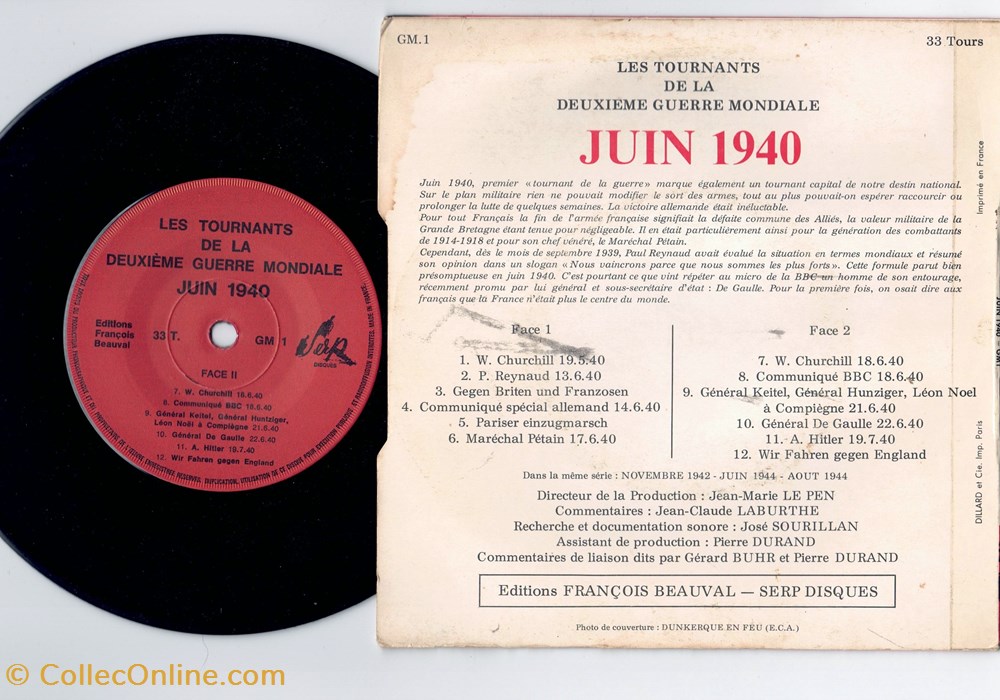 LES TOURNANTS
DE LA
DEUXIÈME GUERRE MONDIALE
JUIN 1940
Editions
François
Beauval
33 T.
GM 1
Serp
DISQUES
FACE II
7. W. Churchill 18.6.40
8. Communiqué BBC 18.6.40
9. Général Keitel, Général Huntziger,
Léon Noël à Compiègne 21.6.40
10. Général De Gaulle 22.6.40
11. A. Hitler 19.7.40
12. Wir Fahren gegen England
GM. 1
33 Tours
LES TOURNANTS
DE LA
DEUXIEME GUERRE MONDIALE
JUIN 1940
Juin 1940, premier «tournant de la guerre» marque également un tournant capital de notre destin national.
Sur le plan militaire rien ne pouvait modifier le sort des armes, tout au plus pouvait-on espérer raccourcir ou
prolonger la lutte de quelques semaines. La victoire allemande était inéluctable.
Pour tout Français la fin de l'armée française signifiait la défaite commune des Alliés, la valeur militaire de la
Grande Bretagne étant tenue pour négligeable. Il en était particulièrement ainsi pour la génération des combattants
de 1914-1918 et pour son chef vénéré, le Maréchal Pétain.
Cependant, dès le mois de septembre 1939, Paul Reynaud avait évalué la situation en termes mondiaux et résumé
son opinion dans un slogan «Nous vaincrons parce que nous sommes les plus forts». Cette formule parut bien
présomptueuse en juin 1940. C'est pourtant ce que vint répéter au micro de la BBC un homme de son entourage,
récemment promu par lui général et sous-secrétaire d'état : De Gaulle. Pour la première fois, on osait dire aux
français que la France n'était plus le centre du monde.
Face 1
1. W. Churchill 19.5.40
2. P. Reynaud 13.6.40
3. Gegen Briten und Franzosen
4. Communiqué spécial allemand 14.6.40
5. Pariser einzugmarsch
6. Maréchal Pétain 17.6.40
Face 2
7. W. Churchill 18.6.40
8. Communiqué BBC 18.6.40
9. Général Keitel, Général Hunziger, Léon Noel
à Compiègne 21.6.40
10. Général De Gaulle 22.6.40
11. A. Hitler 19.7.40
12. Wir Fahren gegen England
Dans la même série : NOVEMBRE 1942 - JUIN 1944 - AOUT 1944
Directeur de la Production : Jean-Marie LE PEN
Commentaires : Jean-Claude LABURTHE
Recherche et documentation sonore : José SOURILLAN
Assistant de production : Pierre DURAND
Commentaires de liaison dits par Gérard BUHR et Pierre DURAND
Editions FRANÇOIS BEAUVAL — SERP DISQUES
Photo de couverture : DUNKERQUE EN FEU (E.C.A.)
Imprimé en France
DILLARD et Cie. Imp. Paris
© CollecOnline.com